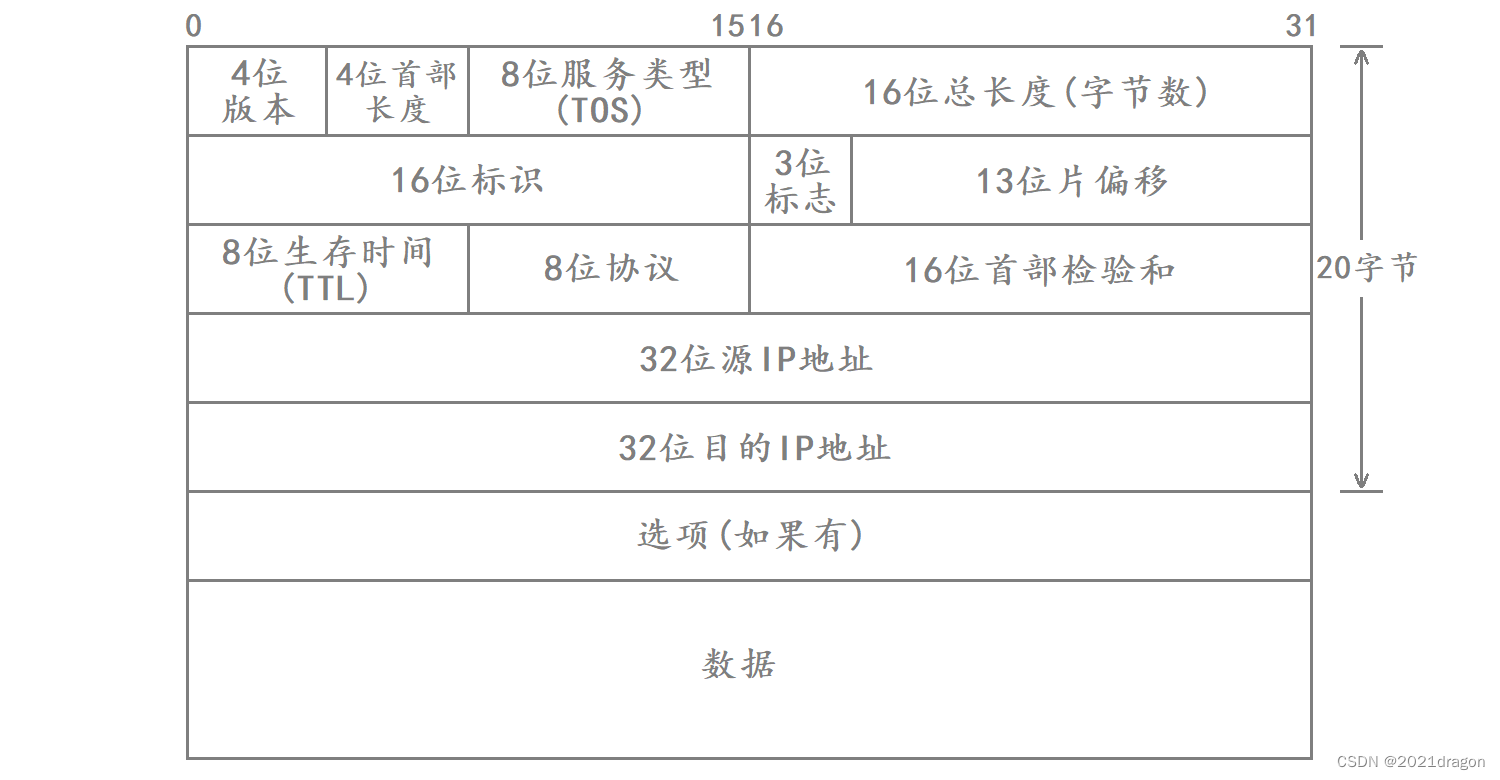 0
1516
31
4位
版本
4位首部
长度
8位服务类型
(TOS)
16位总长度(字节数)
16位标识
3位
标志
13位片偏移
8位生存时间
(TTL)
8位协议
16位首部检验和
20字节
32位源IP地址
32位目的IP地址
选项(如果有)
数据
CSDN @2021dragon